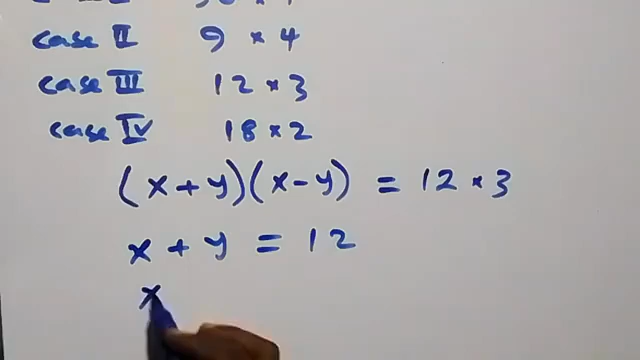 case II 9 × 4
case III 12 × 3
case IV 18 × 2
(x+y)(x-y) = 12 × 3
x + y = 12
x